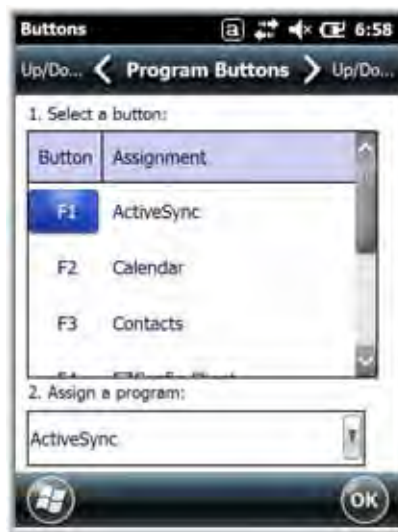 Buttons a 6:58
Up/Do... Program Buttons Up/Do...
1. Select a button:
Button Assignment
F1 ActiveSync
F2 Calendar
F3 Contacts
2. Assign a program:
ActiveSync
OK